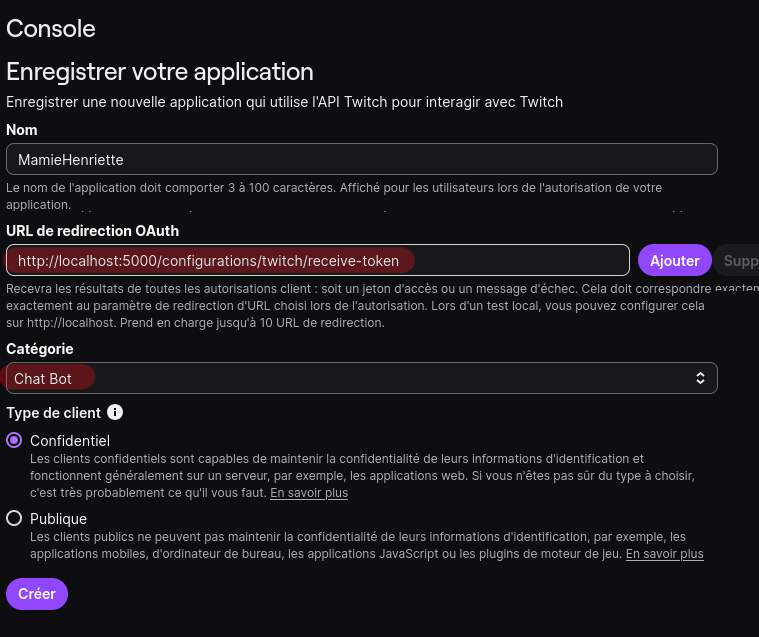 Console
Enregistrer votre application
Enregistrer une nouvelle application qui utilise l'API Twitch pour interagir avec Twitch
Nom
MamieHenriette
Le nom de l'application doit comporter 3 à 100 caractères. Affiché pour les utilisateurs lors de l'autorisation de votre
application.
URL de redirection OAuth
http://localhost:5000/configurations/twitch/receive-token
Ajouter
Supp
Recevra les résultats de toutes les autorisations client : soit un jeton d'accès ou un message d'échec. Cela doit correspondre exactem
exactement au paramètre de redirection d'URL choisi lors de l'autorisation. Lors d'un test local, vous pouvez configurer cela
sur http://localhost. Prend en charge jusqu'à 10 URL de redirection.
Catégorie
Chat Bot
Type de client
Confidentiel
Les clients confidentiels sont capables de maintenir la confidentialité de leurs informations d'identification et
fonctionnent généralement sur un serveur, par exemple, les applications web. Si vous n'êtes pas sûr du type à choisir,
c'est très probablement ce qu'il vous faut. En savoir plus
Publique
Les clients publics ne peuvent pas maintenir la confidentialité de leurs informations d'identification, par exemple, les
applications mobiles, d'ordinateur de bureau, les applications JavaScript ou les plugins de moteur de jeu. En savoir plus
Créer